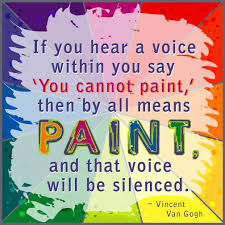 If you hear a voice
within you say
'You cannot paint,'
then by all means
PAINT,
and that voice
will be silenced.
~ Vincent
Van Gogh